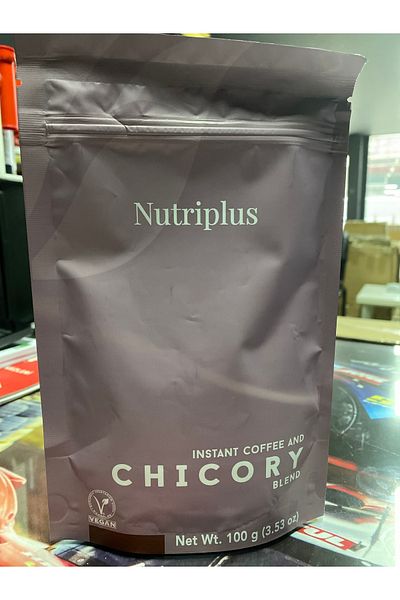 Nutriplus
INSTANT COFFEE AND
CHICORY
BLEND
VEGAN
Net Wt. 100 g (3.53 oz)